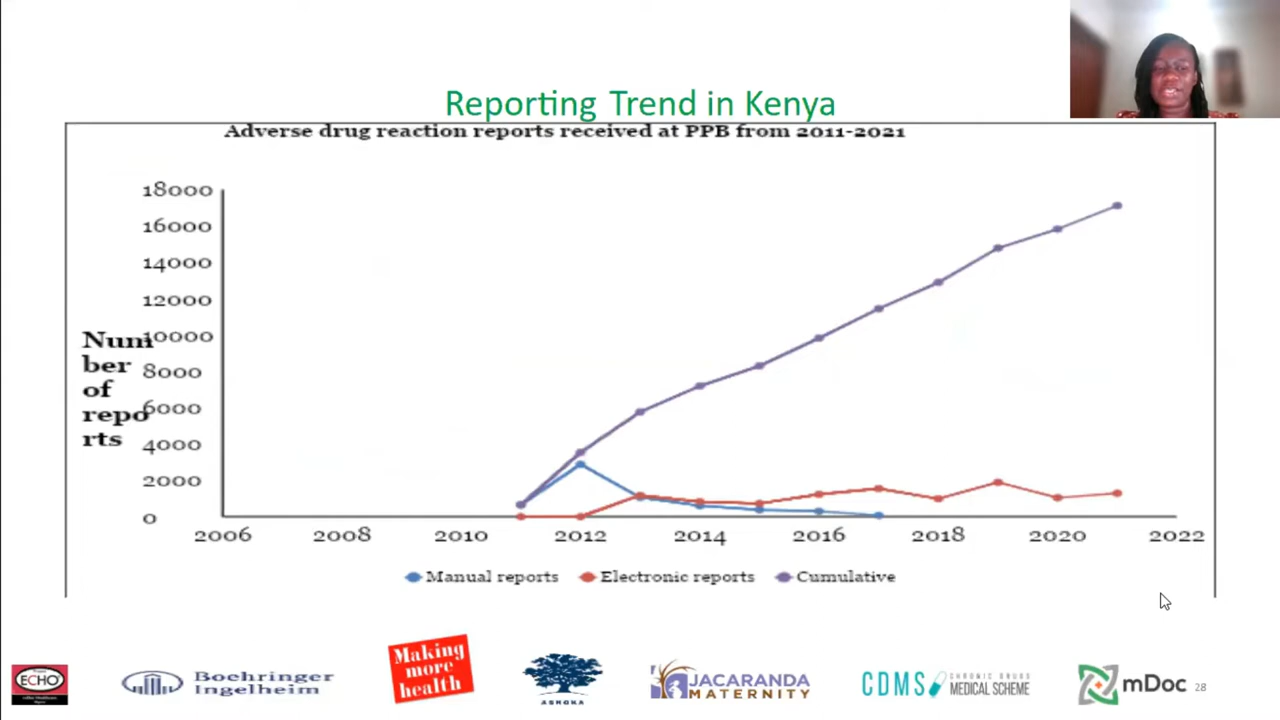 Reporting Trend in Kenya
Adverse drug reaction reports received at PPB from 2011-2021
18000
16000
14000
12000
10000
8000
6000
4000
2000
0
Num
ber
of
repo
rts
2006 2008 2010 2012 2014 2016 2018 2020 2022
Manual reports Electronic reports Cumulative
ECHO
Boehringer
Ingelheim
Making
more
health
ASHOKA
JACARANDA
MATERNITY
CDMS CHRONIC DRUGS
MEDICAL SCHEME
mDoc
28